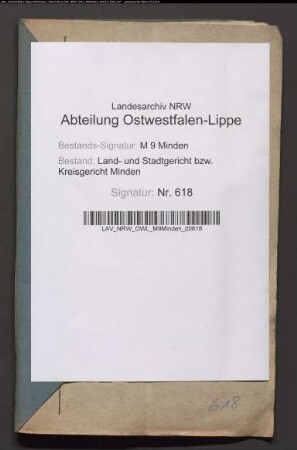 Landesarchiv NRW
Abteilung Ostwestfalen-Lippe
Bestands-Signatur: M 9 Minden
Bestand: Land- und Stadtgericht bzw.
Kreisgericht Minden
Signatur: Nr. 618
LAV_NRW_OWL_M9Minden_00618
618